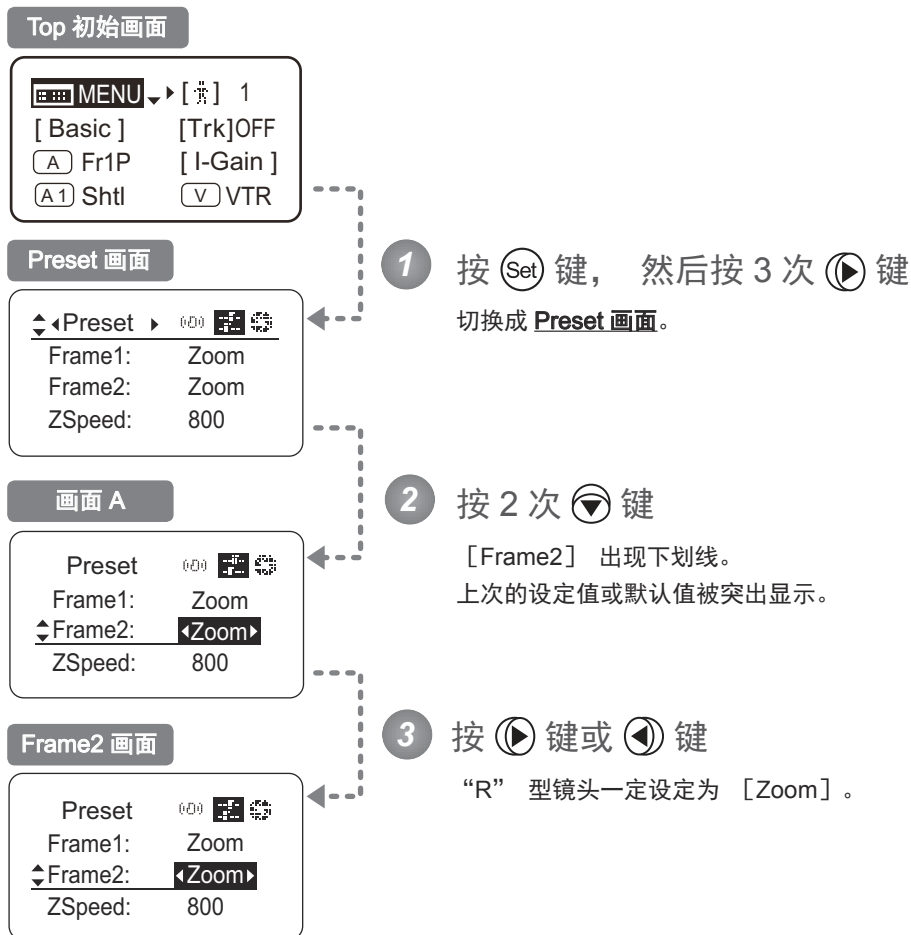 Top 初始画面
MENU [ ] 1
[ Basic ] [Trk]OFF
A Fr1P [ I-Gain ]
A1 Shtl V VTR
Preset 画面
Preset
Frame1: Zoom
Frame2: Zoom
ZSpeed: 800
1 按 Set 键， 然后按 3 次 键
切换成 Preset 画面。
画面 A
Preset
Frame1: Zoom
Frame2: Zoom
ZSpeed: 800
2 按 2 次 键
［Frame2］ 出现下划线。
上次的设定值或默认值被突出显示。
Frame2 画面
Preset
Frame1: Zoom
Frame2: Zoom
ZSpeed: 800
3 按 键或 键
“R” 型镜头一定设定为 ［Zoom］。